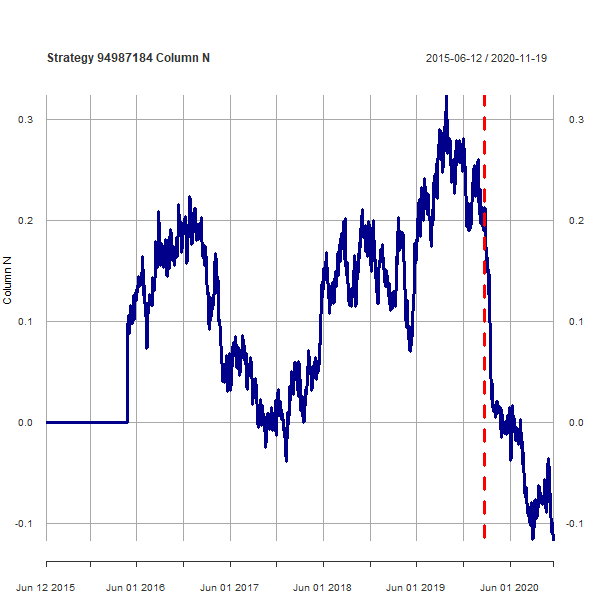 Strategy 94987184 Column N
2015-06-12 / 2020-11-19
Column N
0.3
0.2
0.1
0.0
-0.1
0.3
0.2
0.1
0.0
-0.1
Jun 12 2015
Jun 01 2016
Jun 01 2017
Jun 01 2018
Jun 01 2019
Jun 01 2020